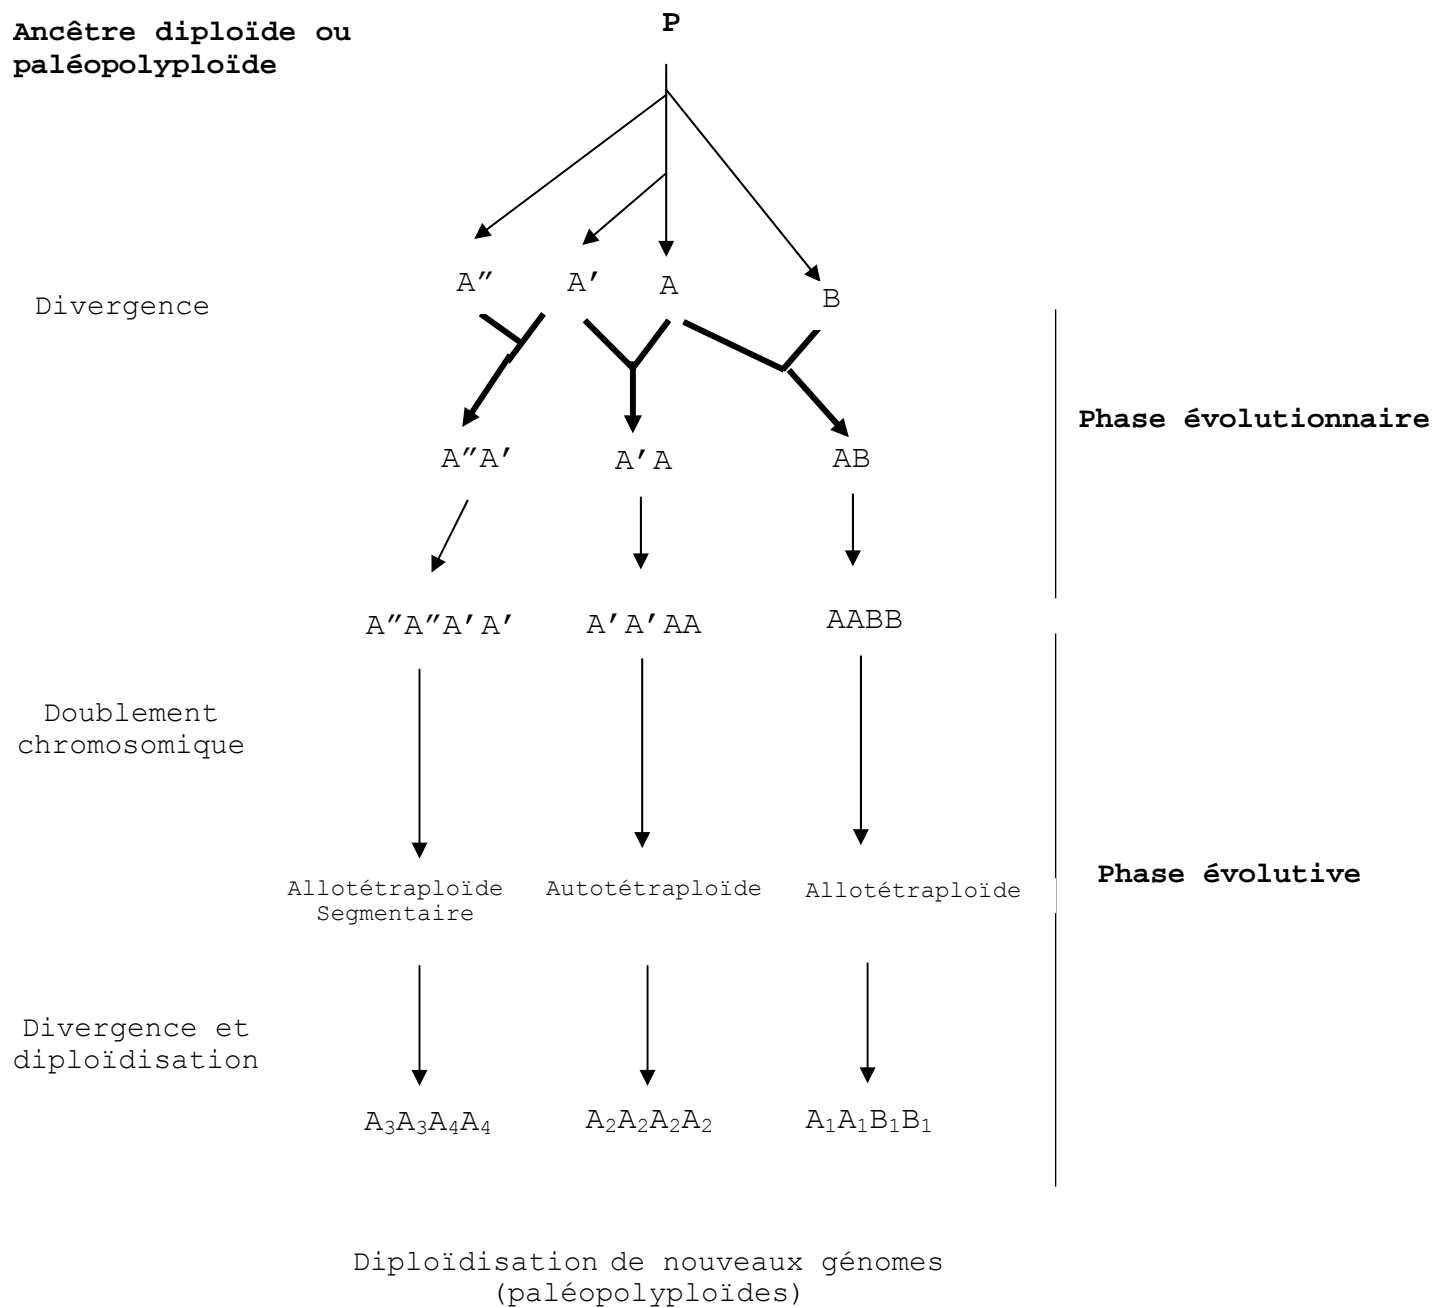 Ancêtre diploïde ou
paléopolyploïde
P
A″ A′ A B
Divergence
Phase évolutionnaire
A″A′ A′A AB
A″A″A′A′ A′A′AA AABB
Doublement
chromosomique
Phase évolutive
Allotétraploïde
Segmentaire
Autotétraploïde
Allotétraploïde
Divergence et
diploïdisation
A₃A₃A₄A₄ A₂A₂A₂A₂ A₁A₁B₁B₁
Diploïdisation de nouveaux génomes
(paléopolyploïdes)